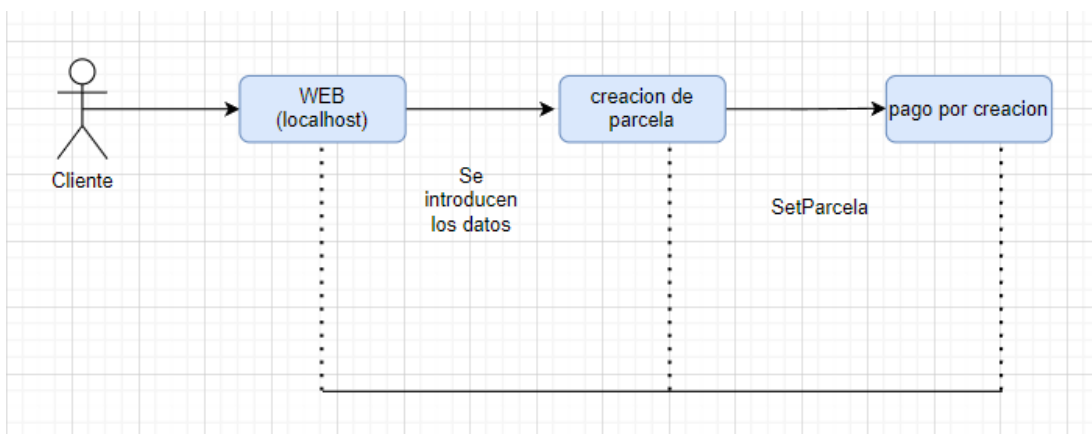 WEB
(localhost)
creacion de
parcela
pago por creacion
Cliente
Se
introducen
los datos
SetParcela